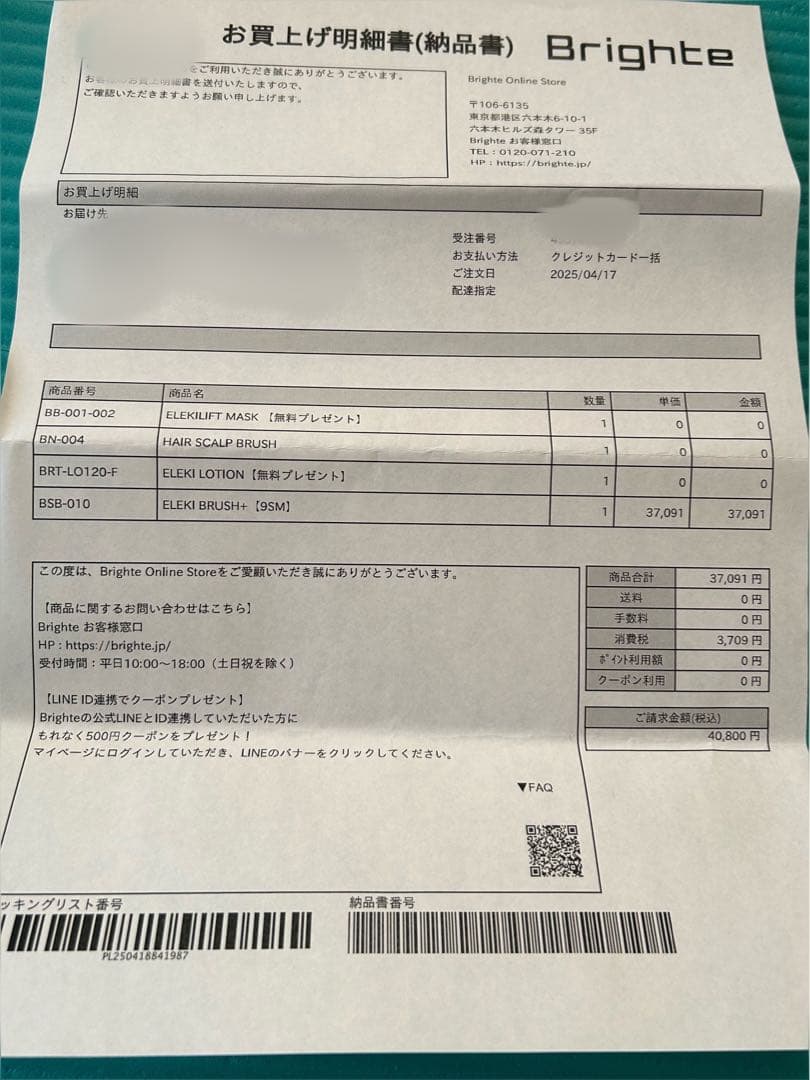 お買上げ明細書(納品書)
Brighte
をご利用いただき誠にありがとうございます。
お客様のお買上明細書を送付いたしますので、
ご確認いただきますようお願い申し上げます。
Brighte Online Store
〒106-6135
東京都港区六本木6-10-1
六本木ヒルズ森タワー 35F
Brighte お客様窓口
TEL : 0120-071-210
HP : https://brighte.jp/
お買上げ明細
お届け先
受注番号
お支払い方法 クレジットカード一括
ご注文日 2025/04/17
配達指定
商品番号 商品名 数量 単価 金額
BB-001-002 ELEKILIFT MASK 【無料プレゼント】 1 0 0
BN-004 HAIR SCALP BRUSH 1 0 0
BRT-LO120-F ELEKI LOTION【無料プレゼント】 1 0 0
BSB-010 ELEKI BRUSH+【9SM】 1 37,091 37,091
この度は、Brighte Online Storeをご愛顧いただき誠にありがとうございます。
【商品に関するお問い合わせはこちら】
Brighte お客様窓口
HP : https://brighte.jp/
受付時間：平日10:00～18:00（土日祝を除く）
【LINE ID連携でクーポンプレゼント】
Brighteの公式LINEとID連携していただいた方に
もれなく500円クーポンをプレゼント！
マイページにログインしていただき、LINEのバナーをクリックしてください。
▼FAQ
商品合計 37,091 円
送料 0 円
手数料 0 円
消費税 3,709 円
ﾎﾟｲﾝﾄ利用額 0 円
クーポン利用 0 円
ご請求金額(税込)
40,800 円
ッキングリスト番号
PL250418841987
納品書番号